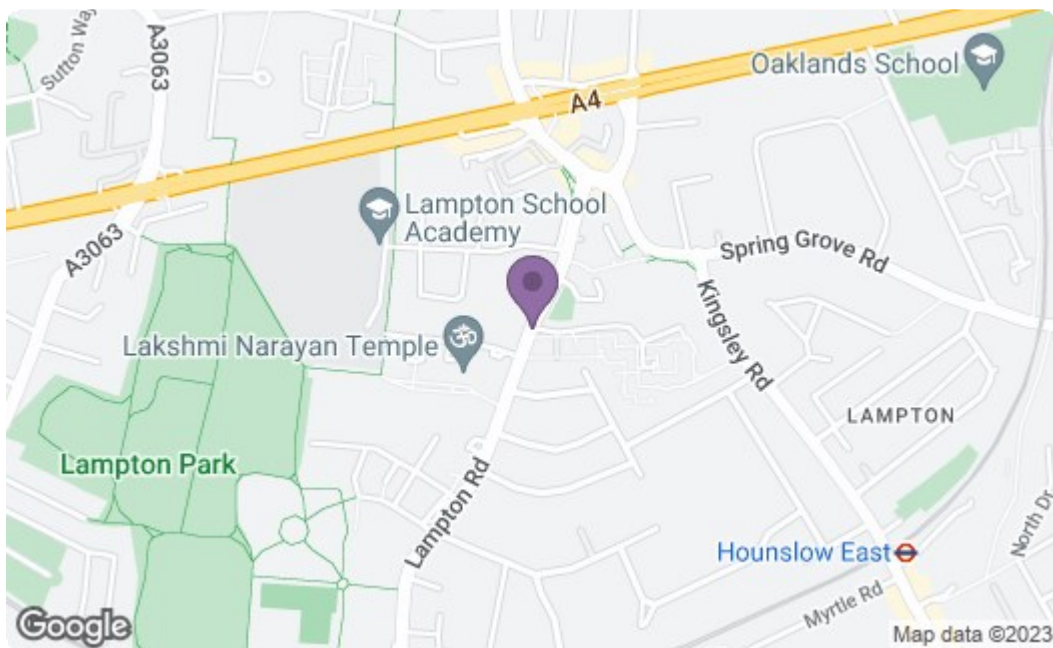 Sutton Way
A3063
A4
Oaklands School
Lampton School
Academy
A3063
Spring Grove Rd
Kingsley Rd
Lakshmi Narayan Temple
ॐ
LAMPTON
Lampton Park
Lampton Rd
North Dr
Hounslow East
Myrtle Rd
Google
Map data ©2023